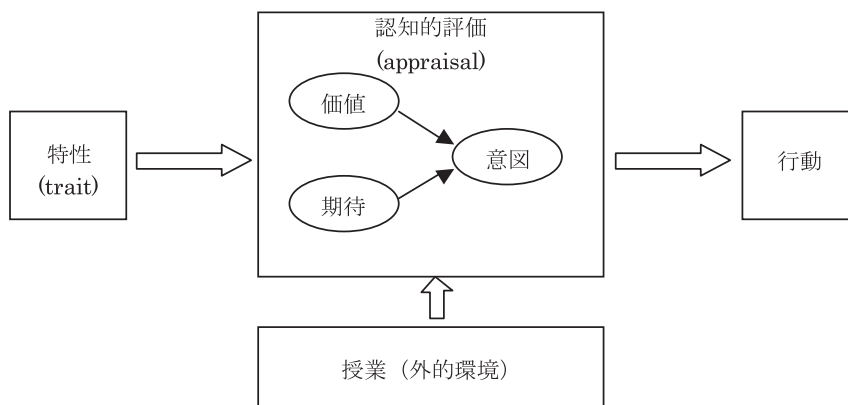 認知的評価
(appraisal)
価値
特性
(trait)
意図
行動
期待
授業（外的環境）